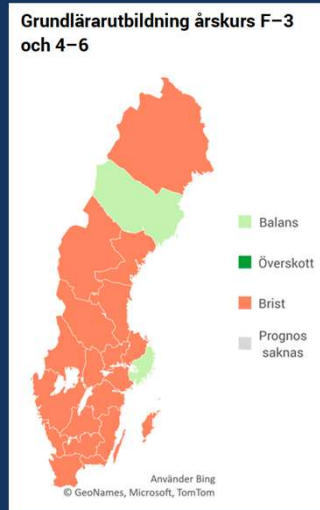 Grundlärarutbildning årskurs F–3
och 4–6
Balans
Överskott
Brist
Prognos
saknas
Använder Bing
© GeoNames, Microsoft, TomTom